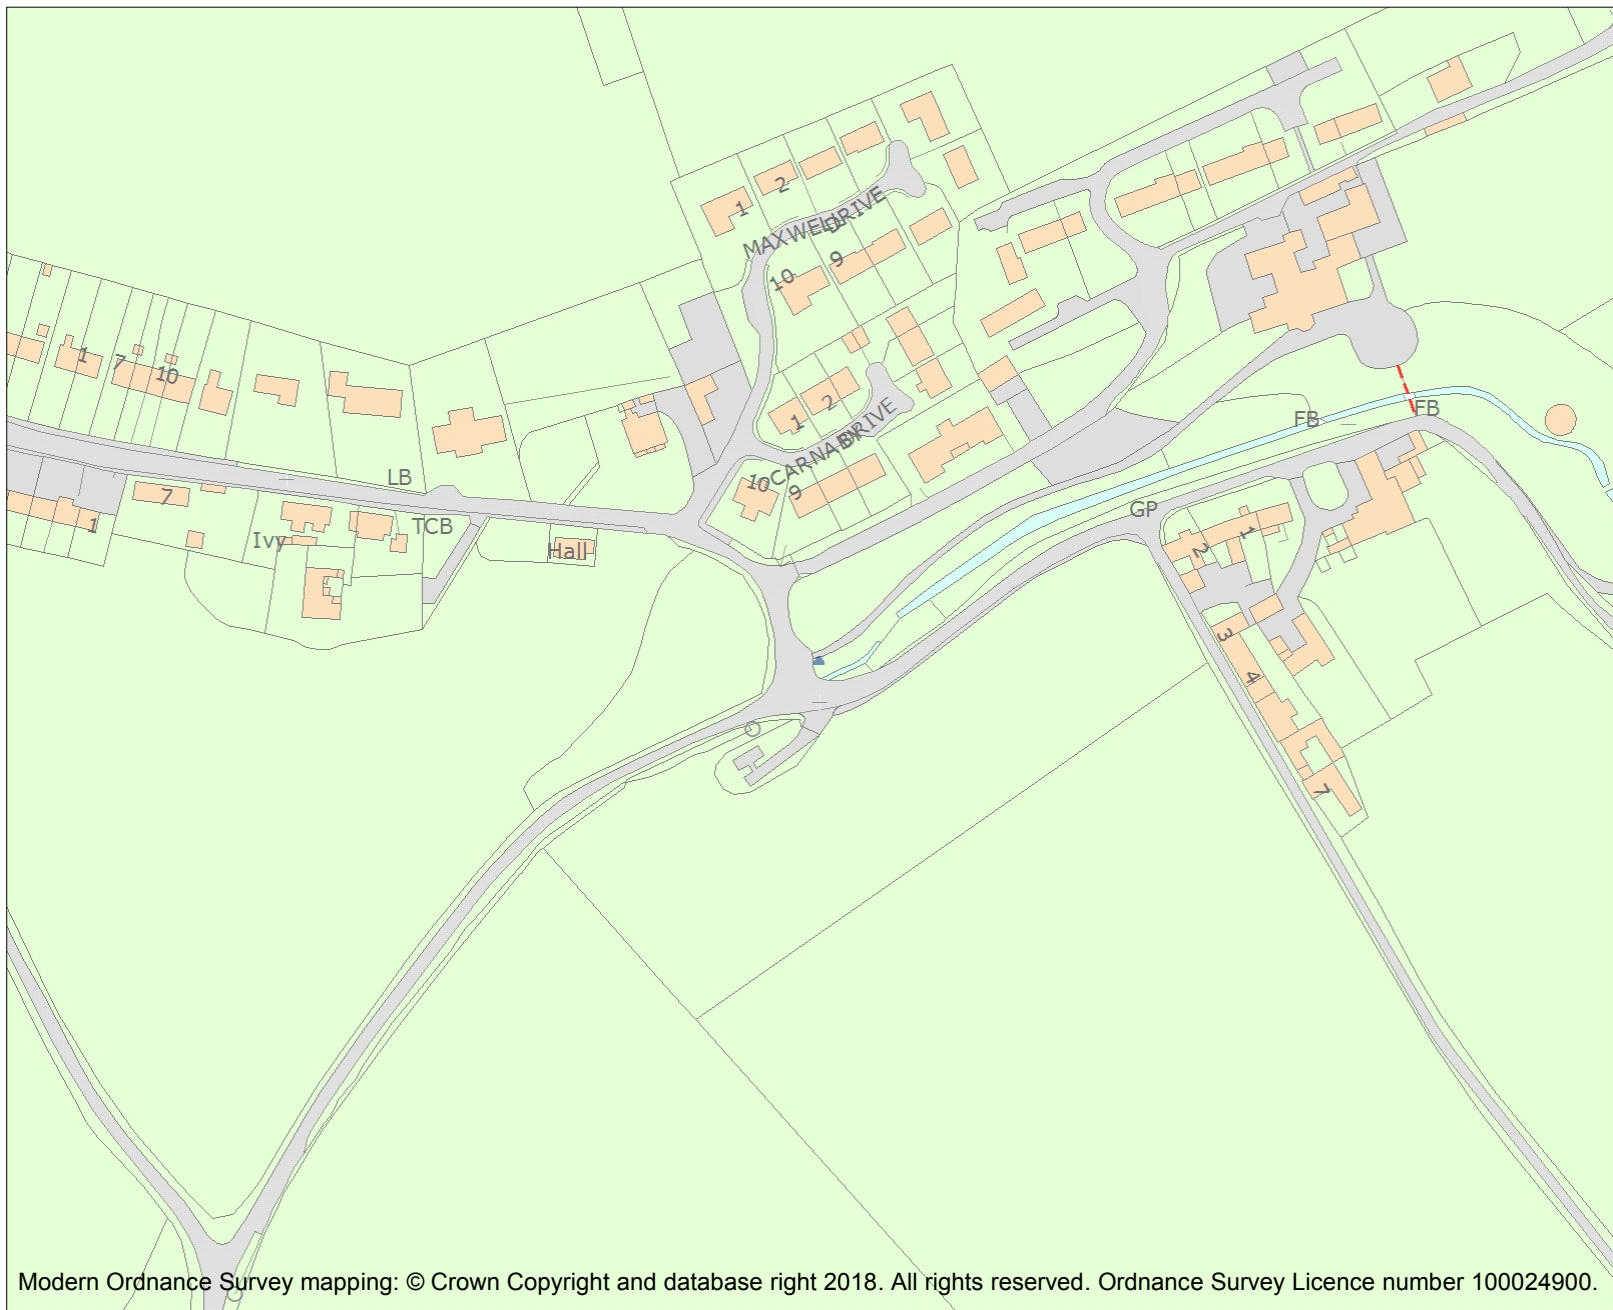 1
2
MAXWELL DRIVE
D
9
10
1
7
10
1
2
CARNABY DRIVE
D
10
9
FB
FB
LB
7
1
TCB
Ivy
Hall
GP
1
2
3
4
7
Modern Ordnance Survey mapping: © Crown Copyright and database right 2018. All rights reserved. Ordnance Survey Licence number 100024900.